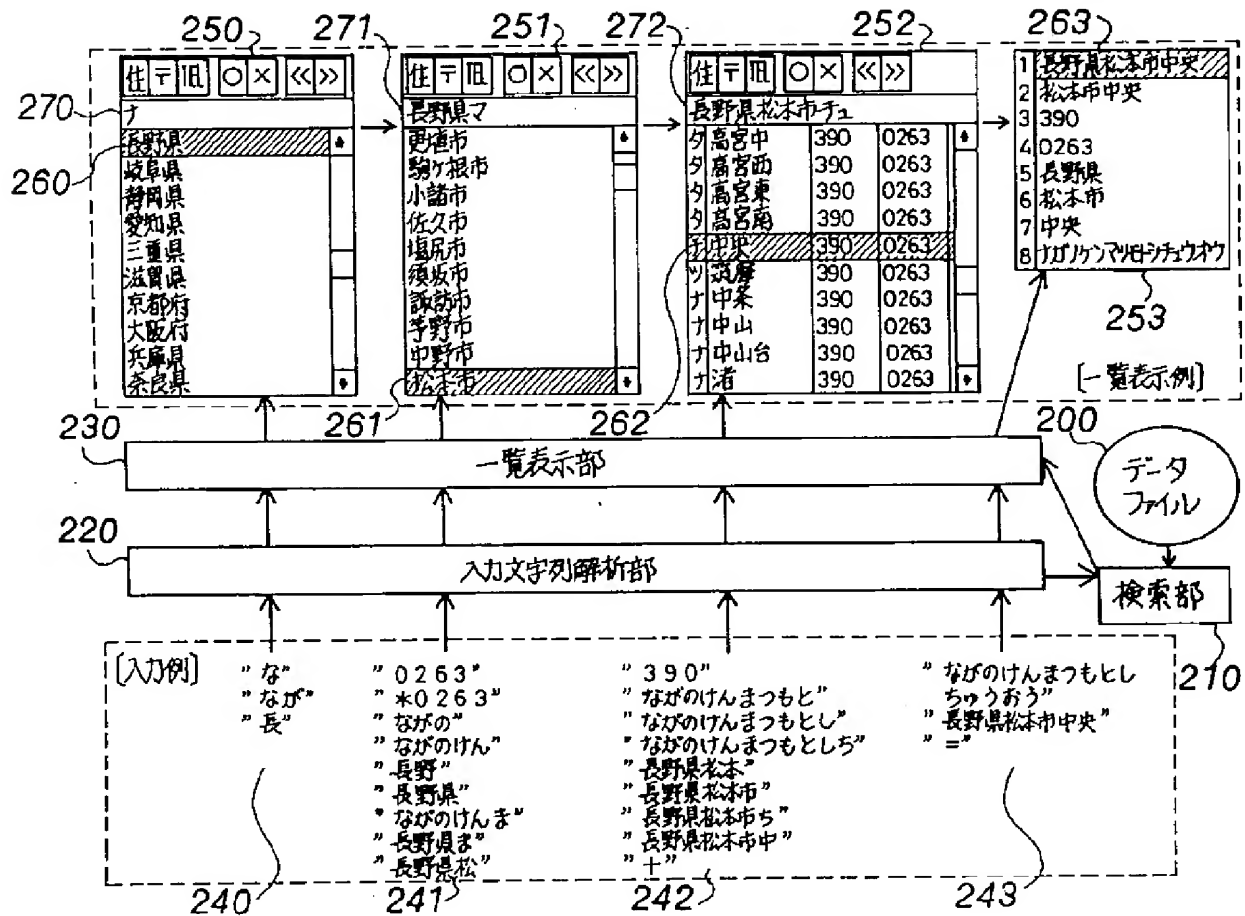 250 271 251 272 252 263
住 〒 TEL ○ × << >>
住 〒 TEL ○ × << >>
住 〒 TEL ○ × << >>
270
ナ
260
長野県
岐阜県
静岡県
愛知県
三重県
滋賀県
京都府
大阪府
兵庫県
奈良県
長野県マ
更埴市
駒ヶ根市
小諸市
佐久市
塩尻市
須坂市
諏訪市
茅野市
中野市
松本市
261
長野県松本市チュ
タ 高宮中 390 0263
タ 高宮西 390 0263
タ 高宮東 390 0263
タ 高宮南 390 0263
チ 中央 390 0263
ツ 筑摩 390 0263
ナ 中条 390 0263
ナ 中山 390 0263
ナ 中山台 390 0263
ナ 渚 390 0263
262
1 長野県松本市中央
2 松本市中央
3 390
4 0263
5 長野県
6 松本市
7 中央
8 ナガノケンマツモトシチュウオウ
253
[一覧表示例]
230
一覧表示部
200
データ
ファイル
220
入力文字列解析部
検索部
210
[入力例]
"な"
"なが"
"長"
240
"0263"
"*0263"
"ながの"
"ながのけん"
"長野"
"長野県"
"ながのけんま"
"長野県ま"
"長野県松"
241
"390"
"ながのけんまつもと"
"ながのけんまつもとし"
"ながのけんまつもとしち"
"長野県松本"
"長野県松本市"
"長野県松本市ち"
"長野県松本市中"
"+"
242
"ながのけんまつもとし
ちゅうおう"
"長野県松本市中央"
"="
243